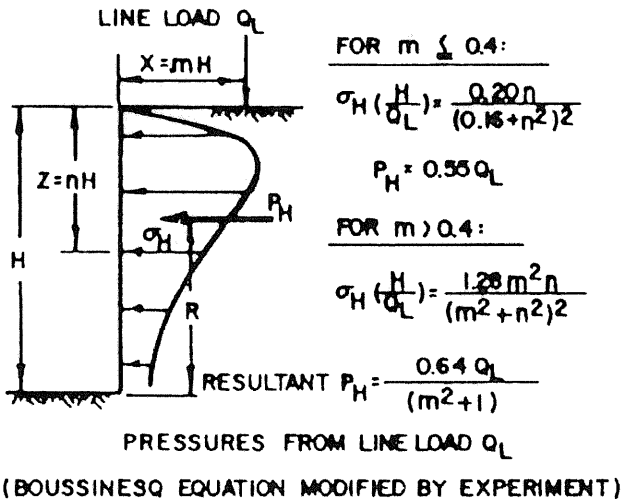 LINE LOAD Q_L
X = mH
FOR m ≤ 0.4:
σ_H (H/Q_L) = 0.20n/(0.16+n²)²
P_H = 0.55 Q_L
Z = nH
P_H
σ_H
H
R
FOR m > 0.4:
σ_H (H/Q_L) = 1.28m²n/(m²+n²)²
RESULTANT P_H = 0.64 Q_L/(m²+1)
PRESSURES FROM LINE LOAD Q_L
(BOUSSINESQ EQUATION MODIFIED BY EXPERIMENT)